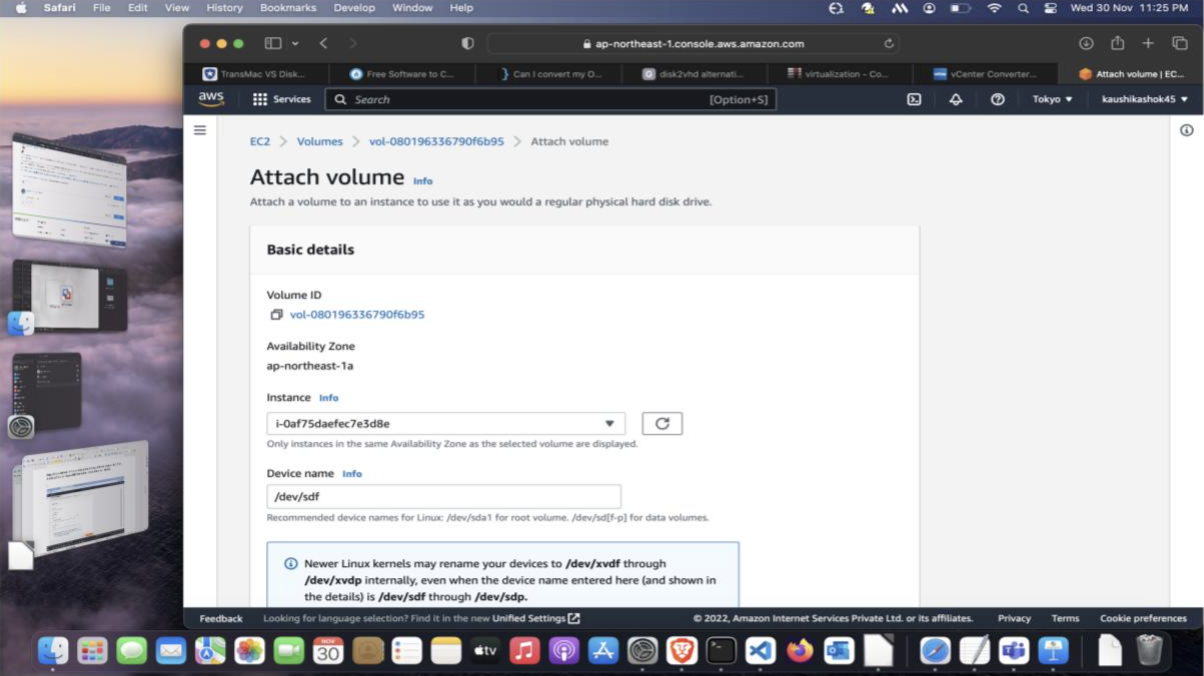 Safari File Edit View History Bookmarks Develop Window Help Wed 30 Nov 11:25 PM
ap-northeast-1.console.aws.amazon.com
TransMac VS Disk... Free Software to C... Can I convert my O... disk2vhd alternati... virtualization - Co... vCenter Converter... Attach volume | EC...
aws Services Search [Option+S] Tokyo kaushikashok45
EC2 > Volumes > vol-080196336790f6b95 > Attach volume
Attach volume Info
Attach a volume to an instance to use it as you would a regular physical hard disk drive.
Basic details
Volume ID
vol-080196336790f6b95
Availability Zone
ap-northeast-1a
Instance Info
i-0af75daefec7e3d8e
Only instances in the same Availability Zone as the selected volume are displayed.
Device name Info
/dev/sdf
Recommended device names for Linux: /dev/sda1 for root volume. /dev/sd[f-p] for data volumes.
Newer Linux kernels may rename your devices to /dev/xvdf through
/dev/xvdp internally, even when the device name entered here (and shown in
the details) is /dev/sdf through /dev/sdp.
Feedback Looking for language selection? Find it in the new Unified Settings © 2022, Amazon Internet Services Private Ltd. or its affiliates. Privacy Terms Cookie preferences
NOV
30
tv